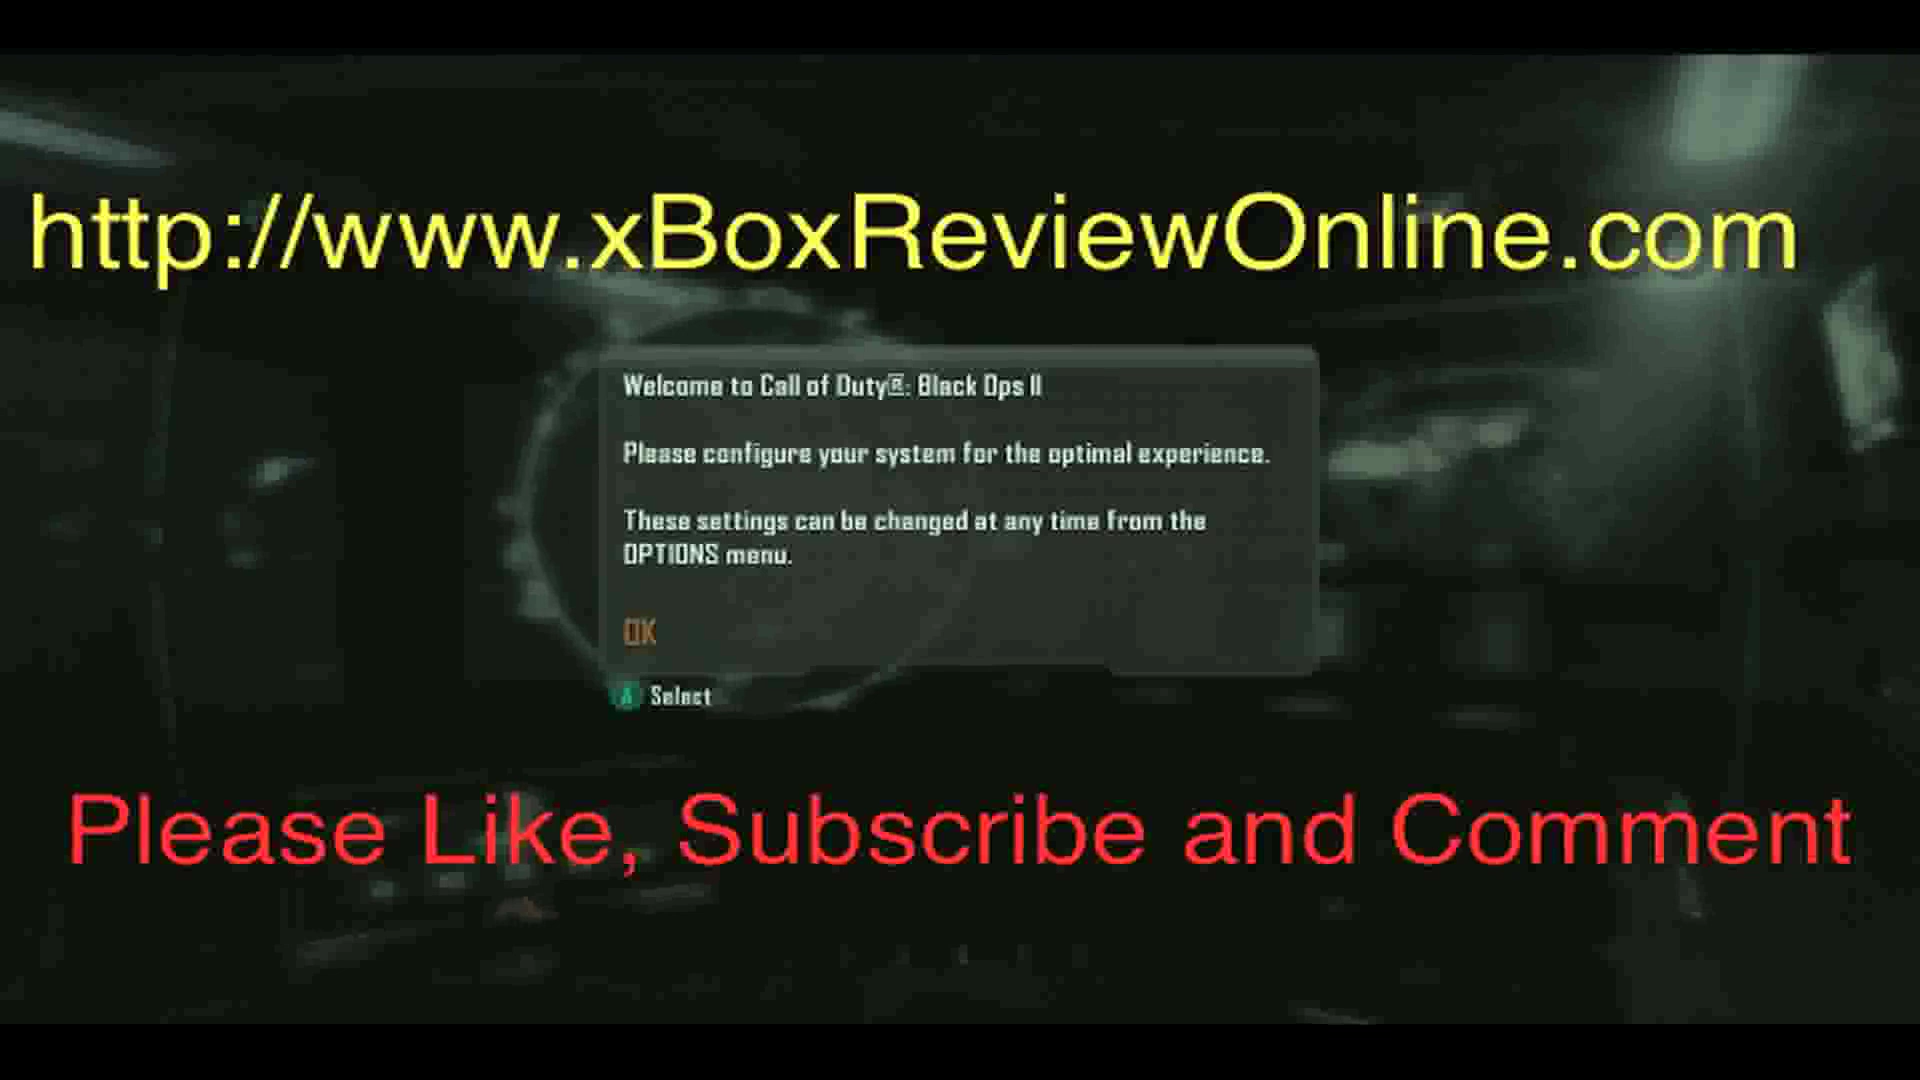 http://www.xBoxReviewOnline.com
Welcome to Call of Duty®: Black Ops II
Please configure your system for the optimal experience.
These settings can be changed at any time from the
OPTIONS menu.
OK
A Select
Please Like, Subscribe and Comment